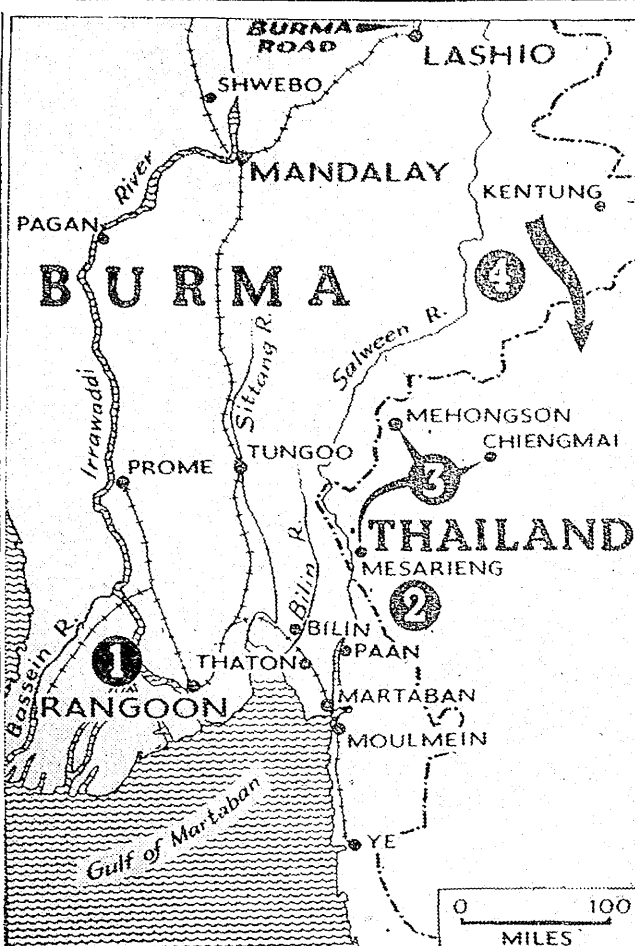 BURMA
ROAD
LASHIO
SHWEBO
MANDALAY
River
KENTUNG
PAGAN
4
BURMA
Sittang R.
Salween R.
MEHONGSON
CHIENGMAI
Irrawaddi
PROME
TUNGOO
3
THAILAND
MESARIENG
2
Bilin R.
BILIN
PAAN
Bassein R.
1
THATON
RANGOON
MARTABAN
MOULMEIN
Gulf of Martaban
YE
0 100
MILES